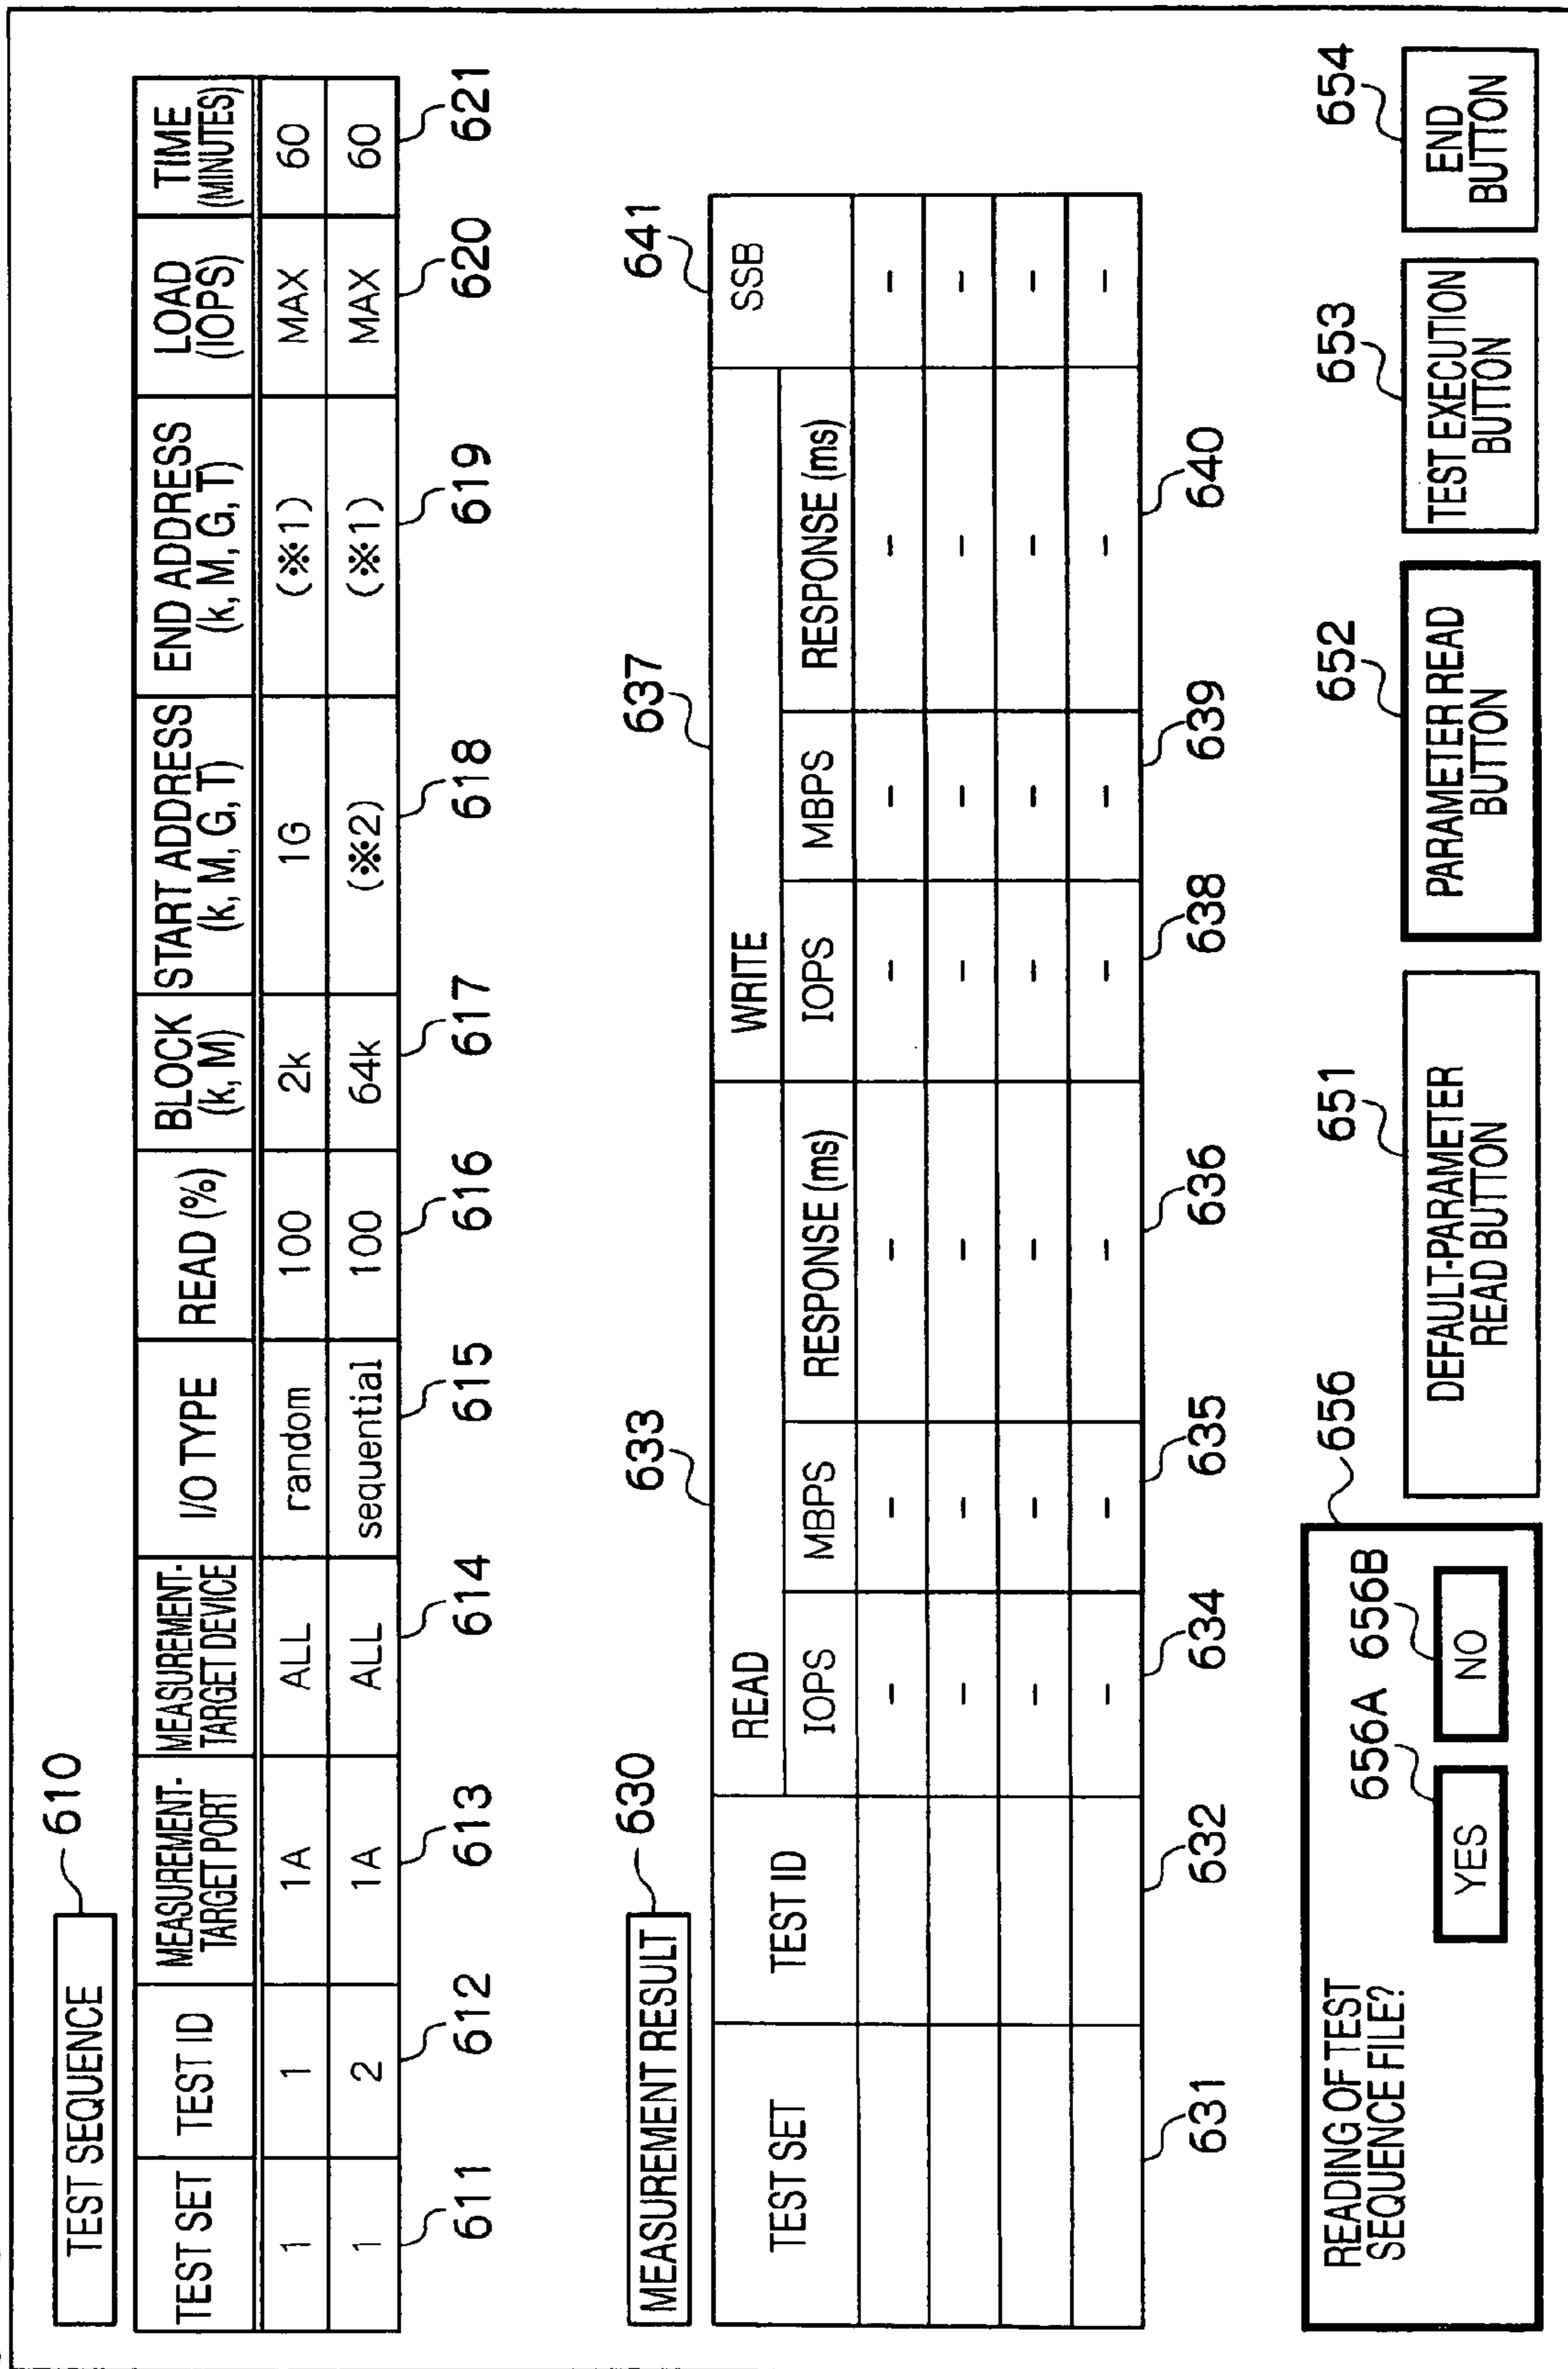 TEST SEQUENCE 610
TEST SET TEST ID MEASUREMENT-TARGET PORT MEASUREMENT-TARGET DEVICE I/O TYPE READ (%) BLOCK (k, M) START ADDRESS (k, M, G, T) END ADDRESS (k, M, G, T) LOAD (IOPS) TIME (MINUTES)
1 1 1A ALL random 100 2k 1G (※1) MAX 60
1 2 1A ALL sequential 100 64k (※2) (※1) MAX 60
611 612 613 614 615 616 617 618 619 620 621
MEASUREMENT RESULT 630
633 637 641
TEST SET TEST ID READ WRITE SSB
IOPS MBPS RESPONSE (ms) IOPS MBPS RESPONSE (ms)
– – – – – – –
– – – – – – –
– – – – – – –
– – – – – – –
631 632 634 635 636 638 639 640
READING OF TEST
SEQUENCE FILE?
656A 656B 656
YES NO
651 652 653 654
DEFAULT-PARAMETER
READ BUTTON
PARAMETER READ
BUTTON
TEST EXECUTION
BUTTON
END
BUTTON